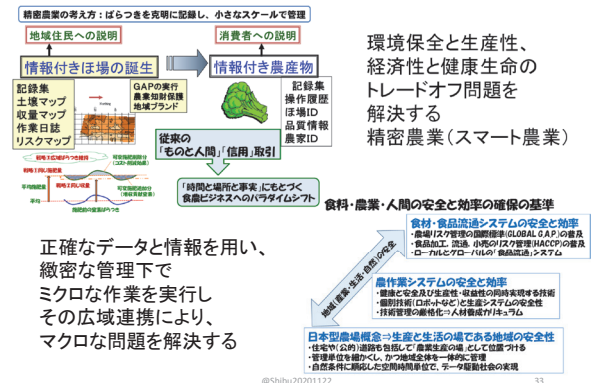 精密農業の考え方：ばらつきを克明に記録し、小さなスケールで管理
地域住民への説明
消費者への説明
情報付きほ場の誕生
情報付き農産物
記録集
土壌マップ
収量マップ
作業日誌
リスクマップ
GAPの実行
農業知財保護
地域ブランド
記録集
操作履歴
ほ場ID
品質情報
農家ID
従来の
「ものと人間」「信用」取引
「時間と場所と事実」にもとづく
食農ビジネスへのパラダイムシフト
平均
環境保全と生産性、
経済性と健康生命の
トレードオフ問題を
解決する
精密農業（スマート農業）
正確なデータと情報を用い、
緻密な管理下で
ミクロな作業を実行し
その広域連携により、
マクロな問題を解決する
食料・農業・人間の安全と効率の確保の基準
食材・食品流通システムの安全と効率
・農場リスク管理の国際標準（GLOBAL G.A.P）の普及
・食品加工、流通、小売のリスク管理（HACCP）の普及
・ローカルとグローバルの「食品流通」システム
地域（産業・生活・自然）の安全
農作業システムの安全と効率
・健康と安全及び生産性・収益性の同時実現する技術
・個別技術（ロボットなど）と生産システムの安全性
・技術管理の厳格化⇒人材養成カリキュラム
日本型農場概念⇒生産と生活の場である地域の安全性
・住宅や（公的）道路も包括して「農業生産の場」として位置づける
・管理単位を細かくし、かつ地域全体を一体的に管理
・自然条件に順応した空間時間単位で、データ駆動社会の実現
@Shibu20201122
33